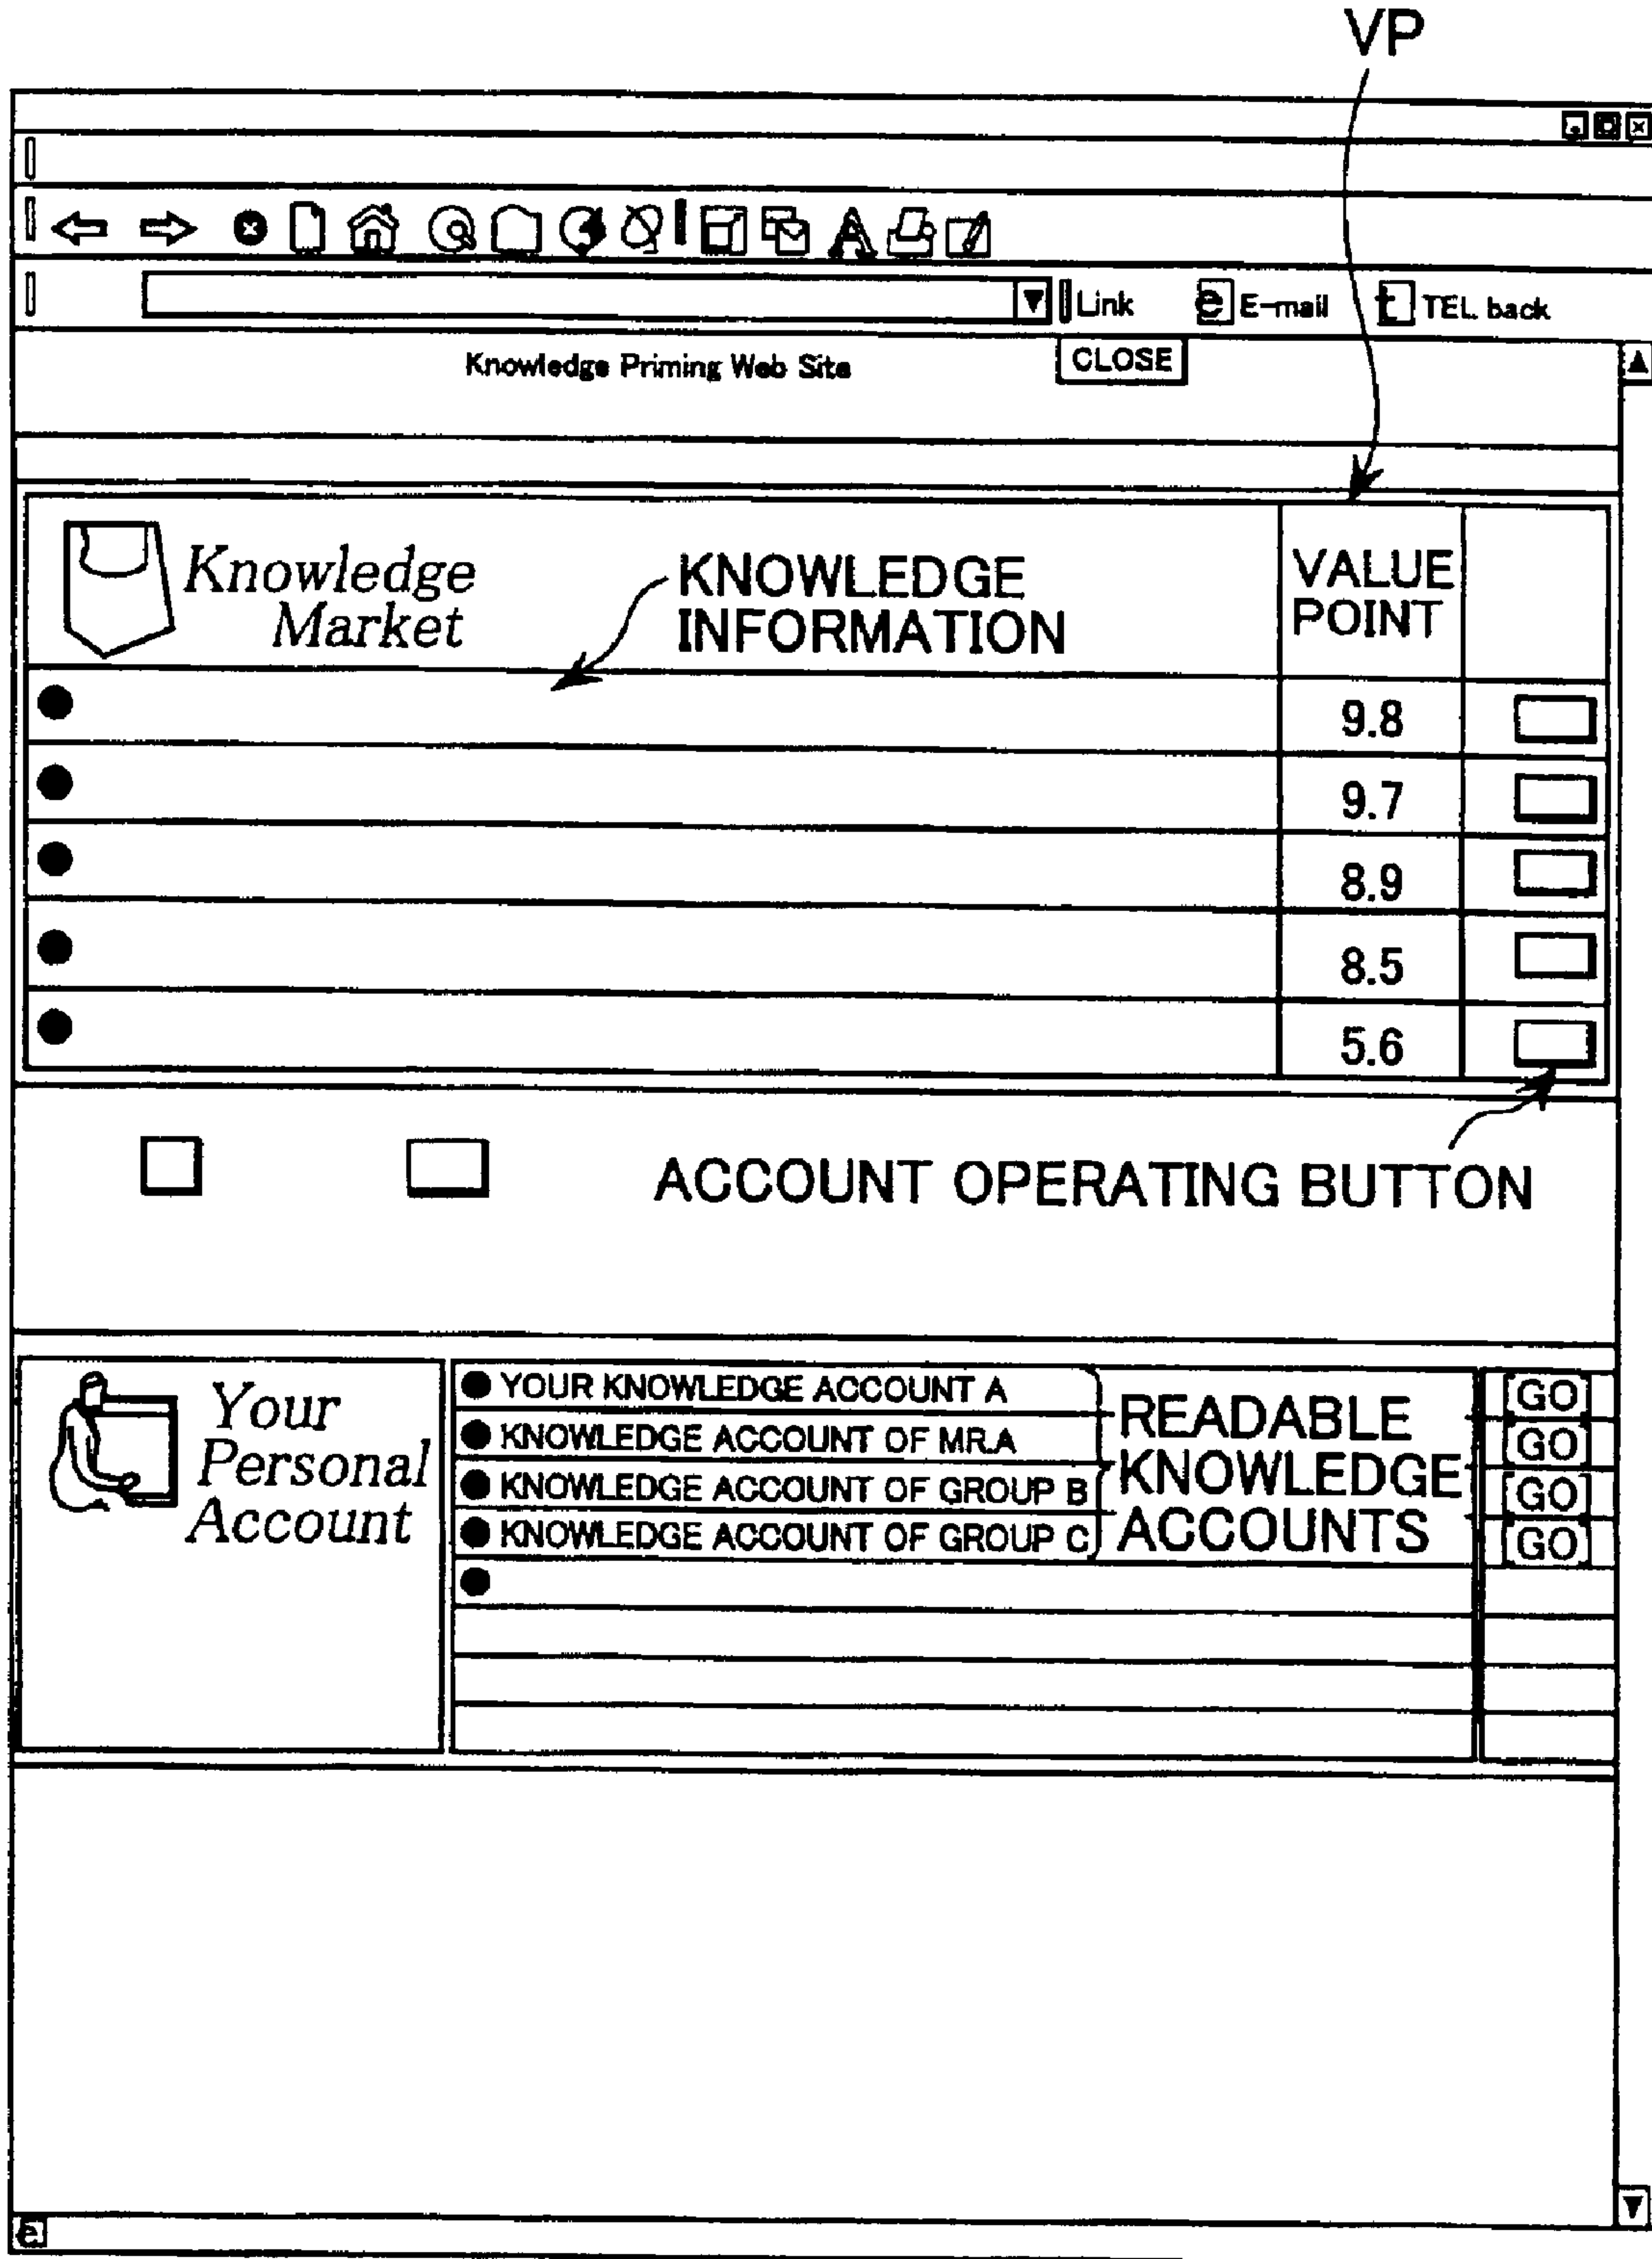 VP
Link
e E-mail
t TEL back
Knowledge Priming Web Site
CLOSE
Knowledge
Market
KNOWLEDGE
INFORMATION
VALUE
POINT
9.8
9.7
8.9
8.5
5.6
ACCOUNT OPERATING BUTTON
Your
Personal
Account
YOUR KNOWLEDGE ACCOUNT A
KNOWLEDGE ACCOUNT OF MR.A
KNOWLEDGE ACCOUNT OF GROUP B
KNOWLEDGE ACCOUNT OF GROUP C
READABLE
KNOWLEDGE
ACCOUNTS
GO
GO
GO
GO
e